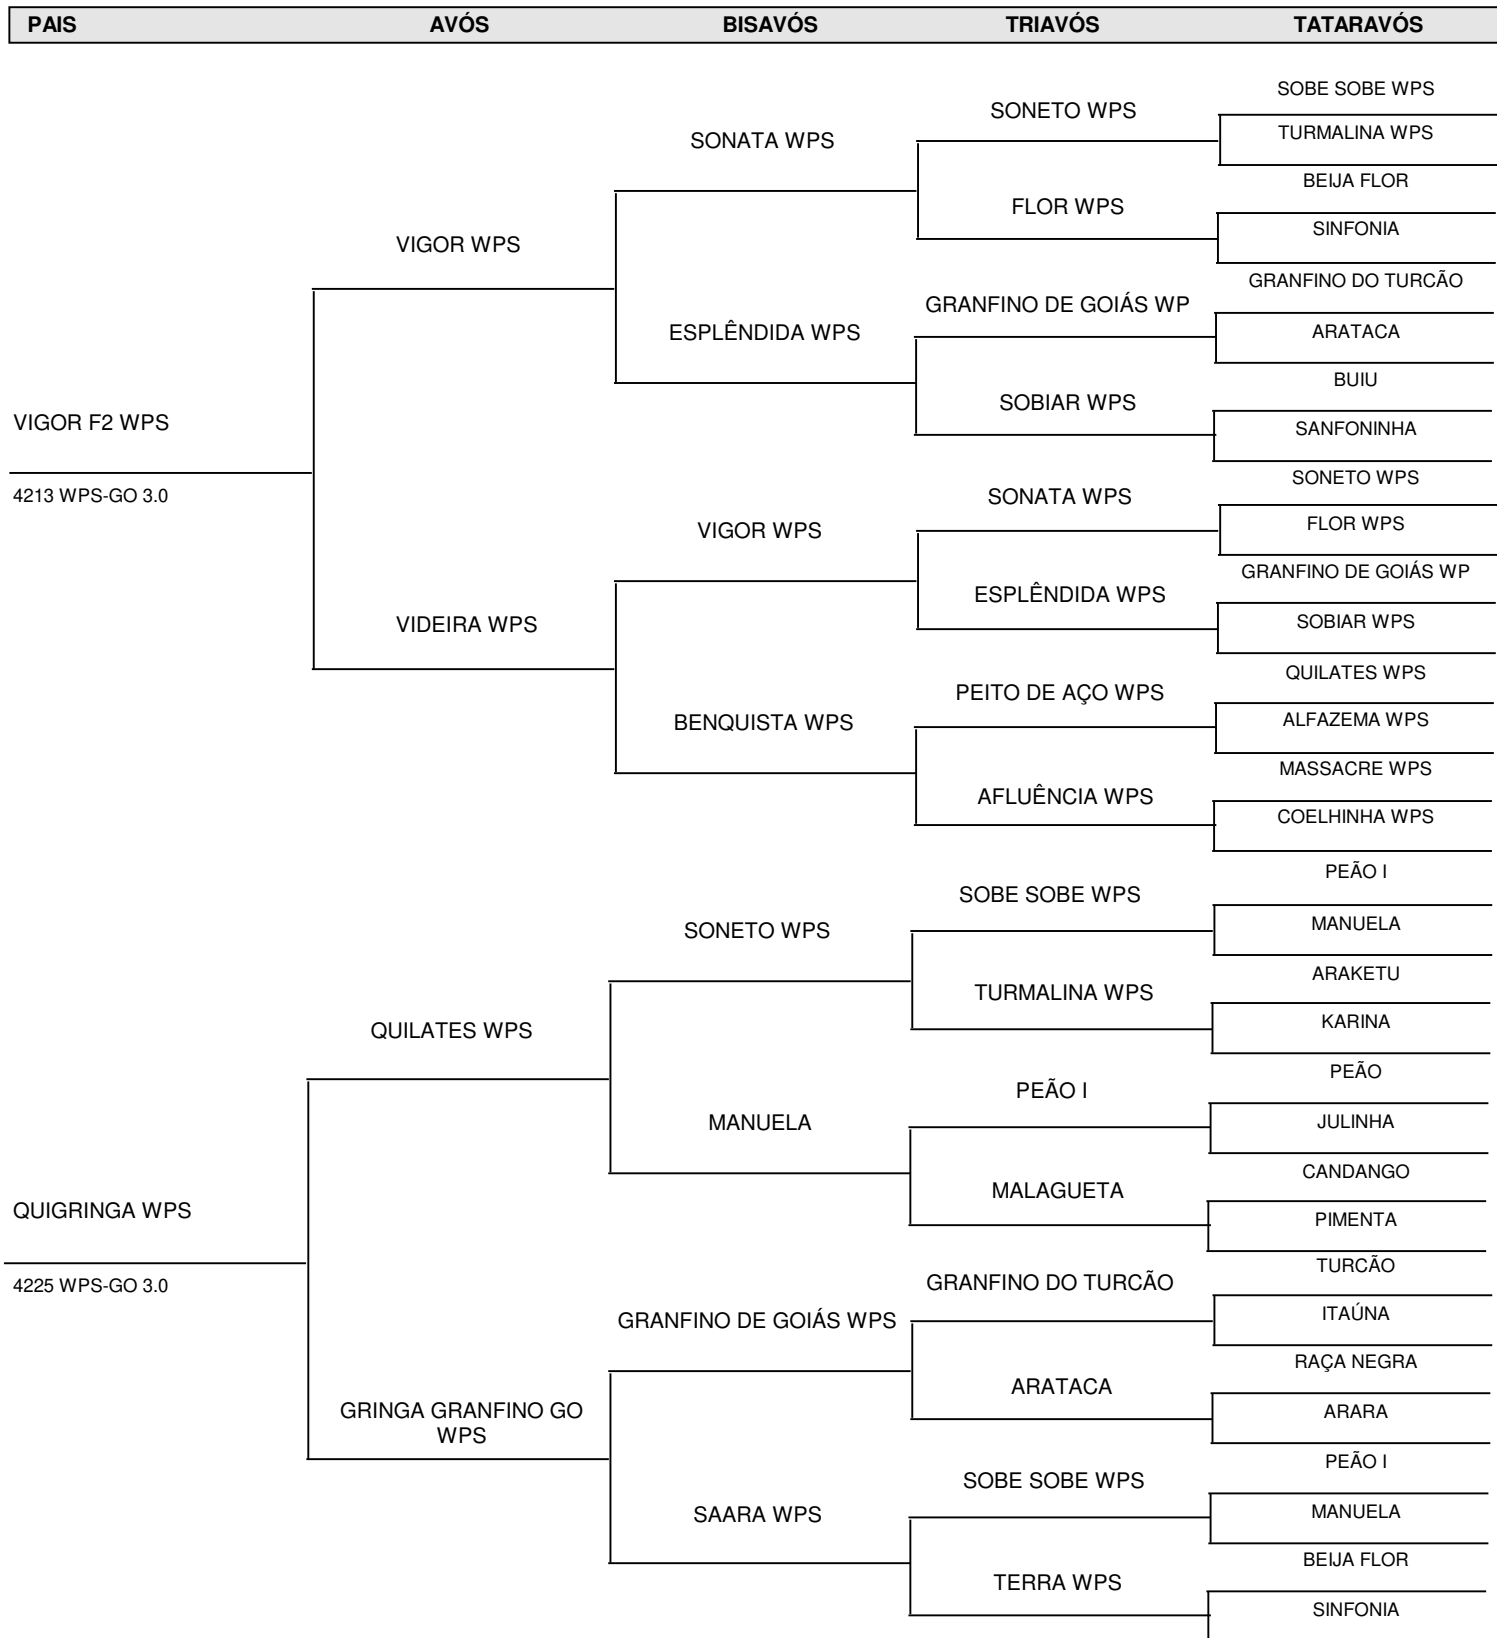 PAIS AVÓS BISAVÓS TRIAVÓS TATARAVÓS
SOBE SOBE WPS
SONETO WPS
TURMALINA WPS
SONATA WPS
BEIJA FLOR
FLOR WPS
SINFONIA
VIGOR WPS
GRANFINO DO TURCÃO
GRANFINO DE GOIÁS WP
ESPLÊNDIDA WPS
ARATACA
BUIU
SOBIAR WPS
VIGOR F2 WPS
SANFONINHA
SONETO WPS
4213 WPS-GO 3.0
SONATA WPS
FLOR WPS
VIGOR WPS
GRANFINO DE GOIÁS WP
ESPLÊNDIDA WPS
SOBIAR WPS
VIDEIRA WPS
QUILATES WPS
PEITO DE AÇO WPS
ALFAZEMA WPS
BENQUISTA WPS
MASSACRE WPS
AFLUÊNCIA WPS
COELHINHA WPS
PEÃO I
SOBE SOBE WPS
MANUELA
SONETO WPS
ARAKETU
TURMALINA WPS
KARINA
QUILATES WPS
PEÃO
PEÃO I
JULINHA
MANUELA
CANDANGO
MALAGUETA
QUIGRINGA WPS
PIMENTA
TURCÃO
4225 WPS-GO 3.0
GRANFINO DO TURCÃO
ITAÚNA
GRANFINO DE GOIÁS WPS
RAÇA NEGRA
ARATACA
GRINGA GRANFINO GO
WPS
ARARA
PEÃO I
SOBE SOBE WPS
MANUELA
SAARA WPS
BEIJA FLOR
TERRA WPS
SINFONIA